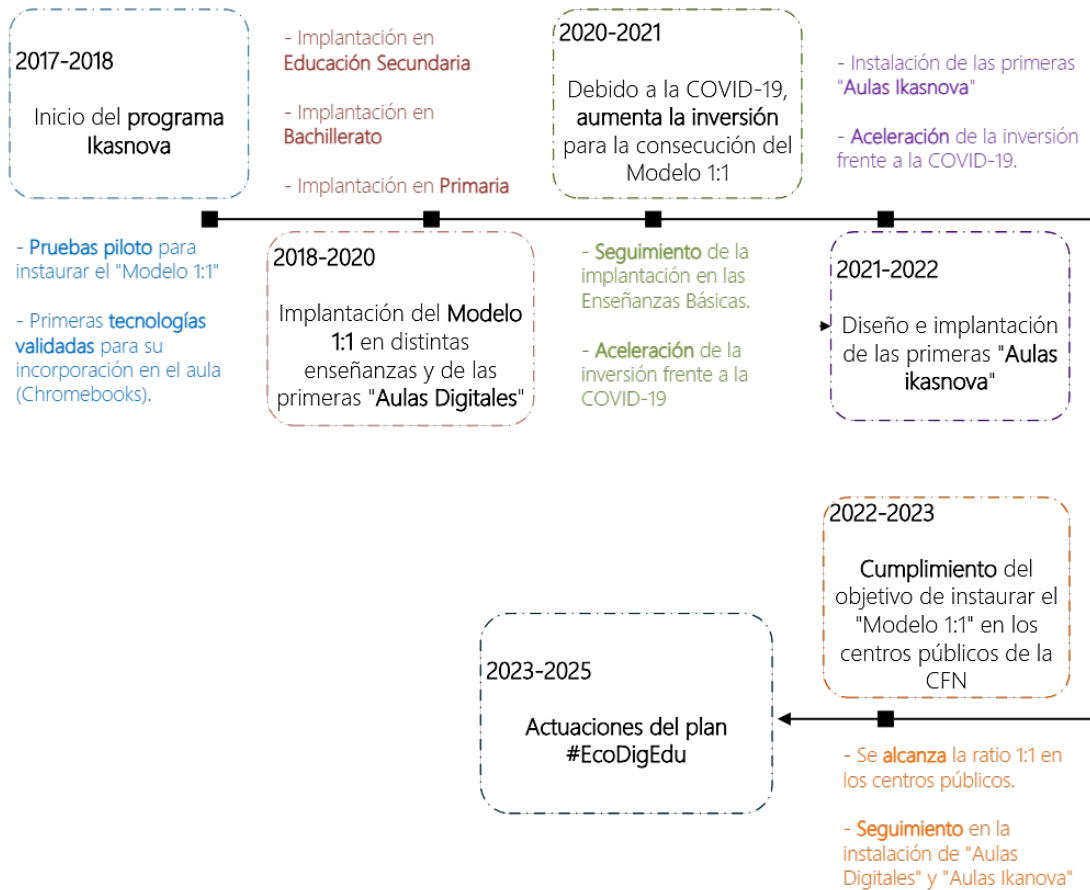 2017-2018
Inicio del programa
Ikasnova
- Pruebas piloto para
instaurar el "Modelo 1:1"
- Primeras tecnologías
validadas para su
incorporación en el aula
(Chromebooks).
- Implantación en
Educación Secundaria
- Implantación en
Bachillerato
- Implantación en Primaria
2018-2020
Implantación del Modelo
1:1 en distintas
enseñanzas y de las
primeras "Aulas Digitales"
2020-2021
Debido a la COVID-19,
aumenta la inversión
para la consecución del
Modelo 1:1
- Seguimiento de la
implantación en las
Enseñanzas Básicas.
- Aceleración de la
inversión frente a la
COVID-19
- Instalación de las primeras
"Aulas Ikasnova"
- Aceleración de la inversión
frente a la COVID-19.
2021-2022
Diseño e implantación
de las primeras "Aulas
ikasnova"
2022-2023
Cumplimiento del
objetivo de instaurar el
"Modelo 1:1" en los
centros públicos de la
CFN
- Se alcanza la ratio 1:1 en
los centros públicos.
- Seguimiento en la
instalación de "Aulas
Digitales" y "Aulas Ikanova"
2023-2025
Actuaciones del plan
#EcoDigEdu